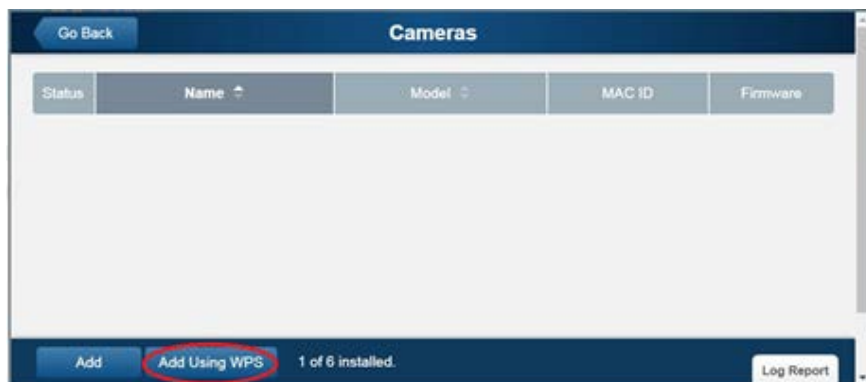 Go Back
Cameras
Status Name Model MAC ID Firmware
Add Add Using WPS 1 of 6 installed. Log Report